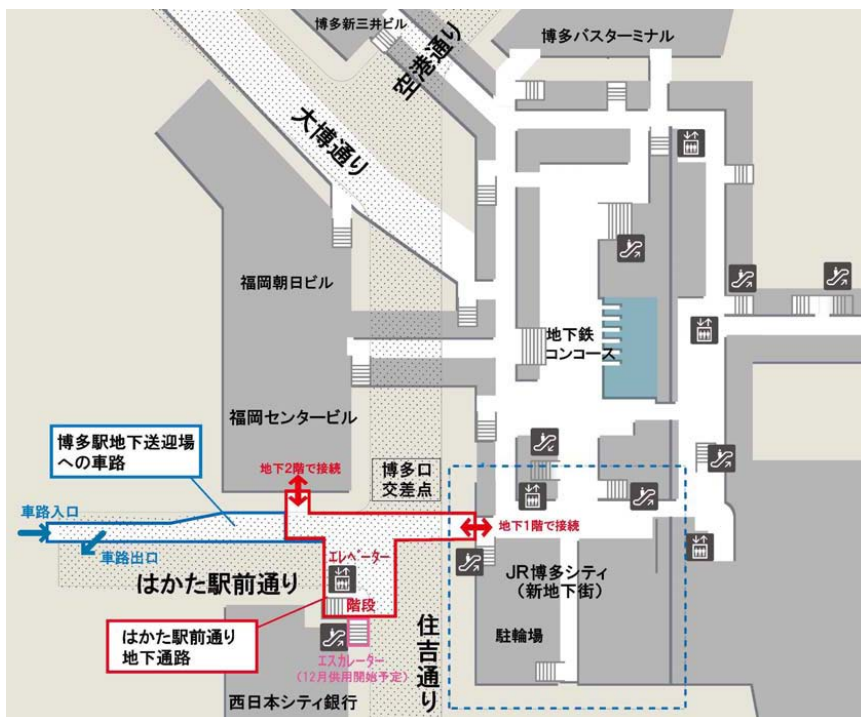 博多新三井ビル
空港通り
博多バスターミナル
大博通り
福岡朝日ビル
地下鉄
コンコース
福岡センタービル
博多駅地下送迎場
への車路
地下2階で接続
博多口
交差点
車路入口
車路出口
地下1階で接続
エレベーター
はかた駅前通り
階段
JR博多シティ
(新地下街)
はかた駅前通り
地下通路
住吉通り
駐輪場
エスカレーター
(12月供用開始予定)
西日本シティ銀行